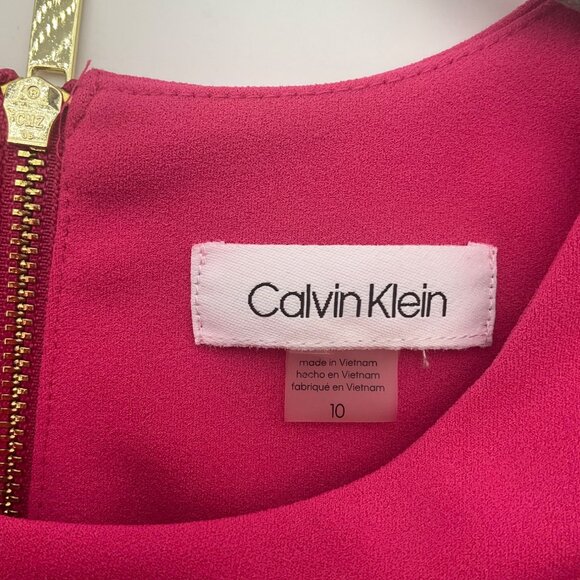 Calvin Klein
made in Vietnam
hecho en Vietnam
fabriqué en Vietnam
10